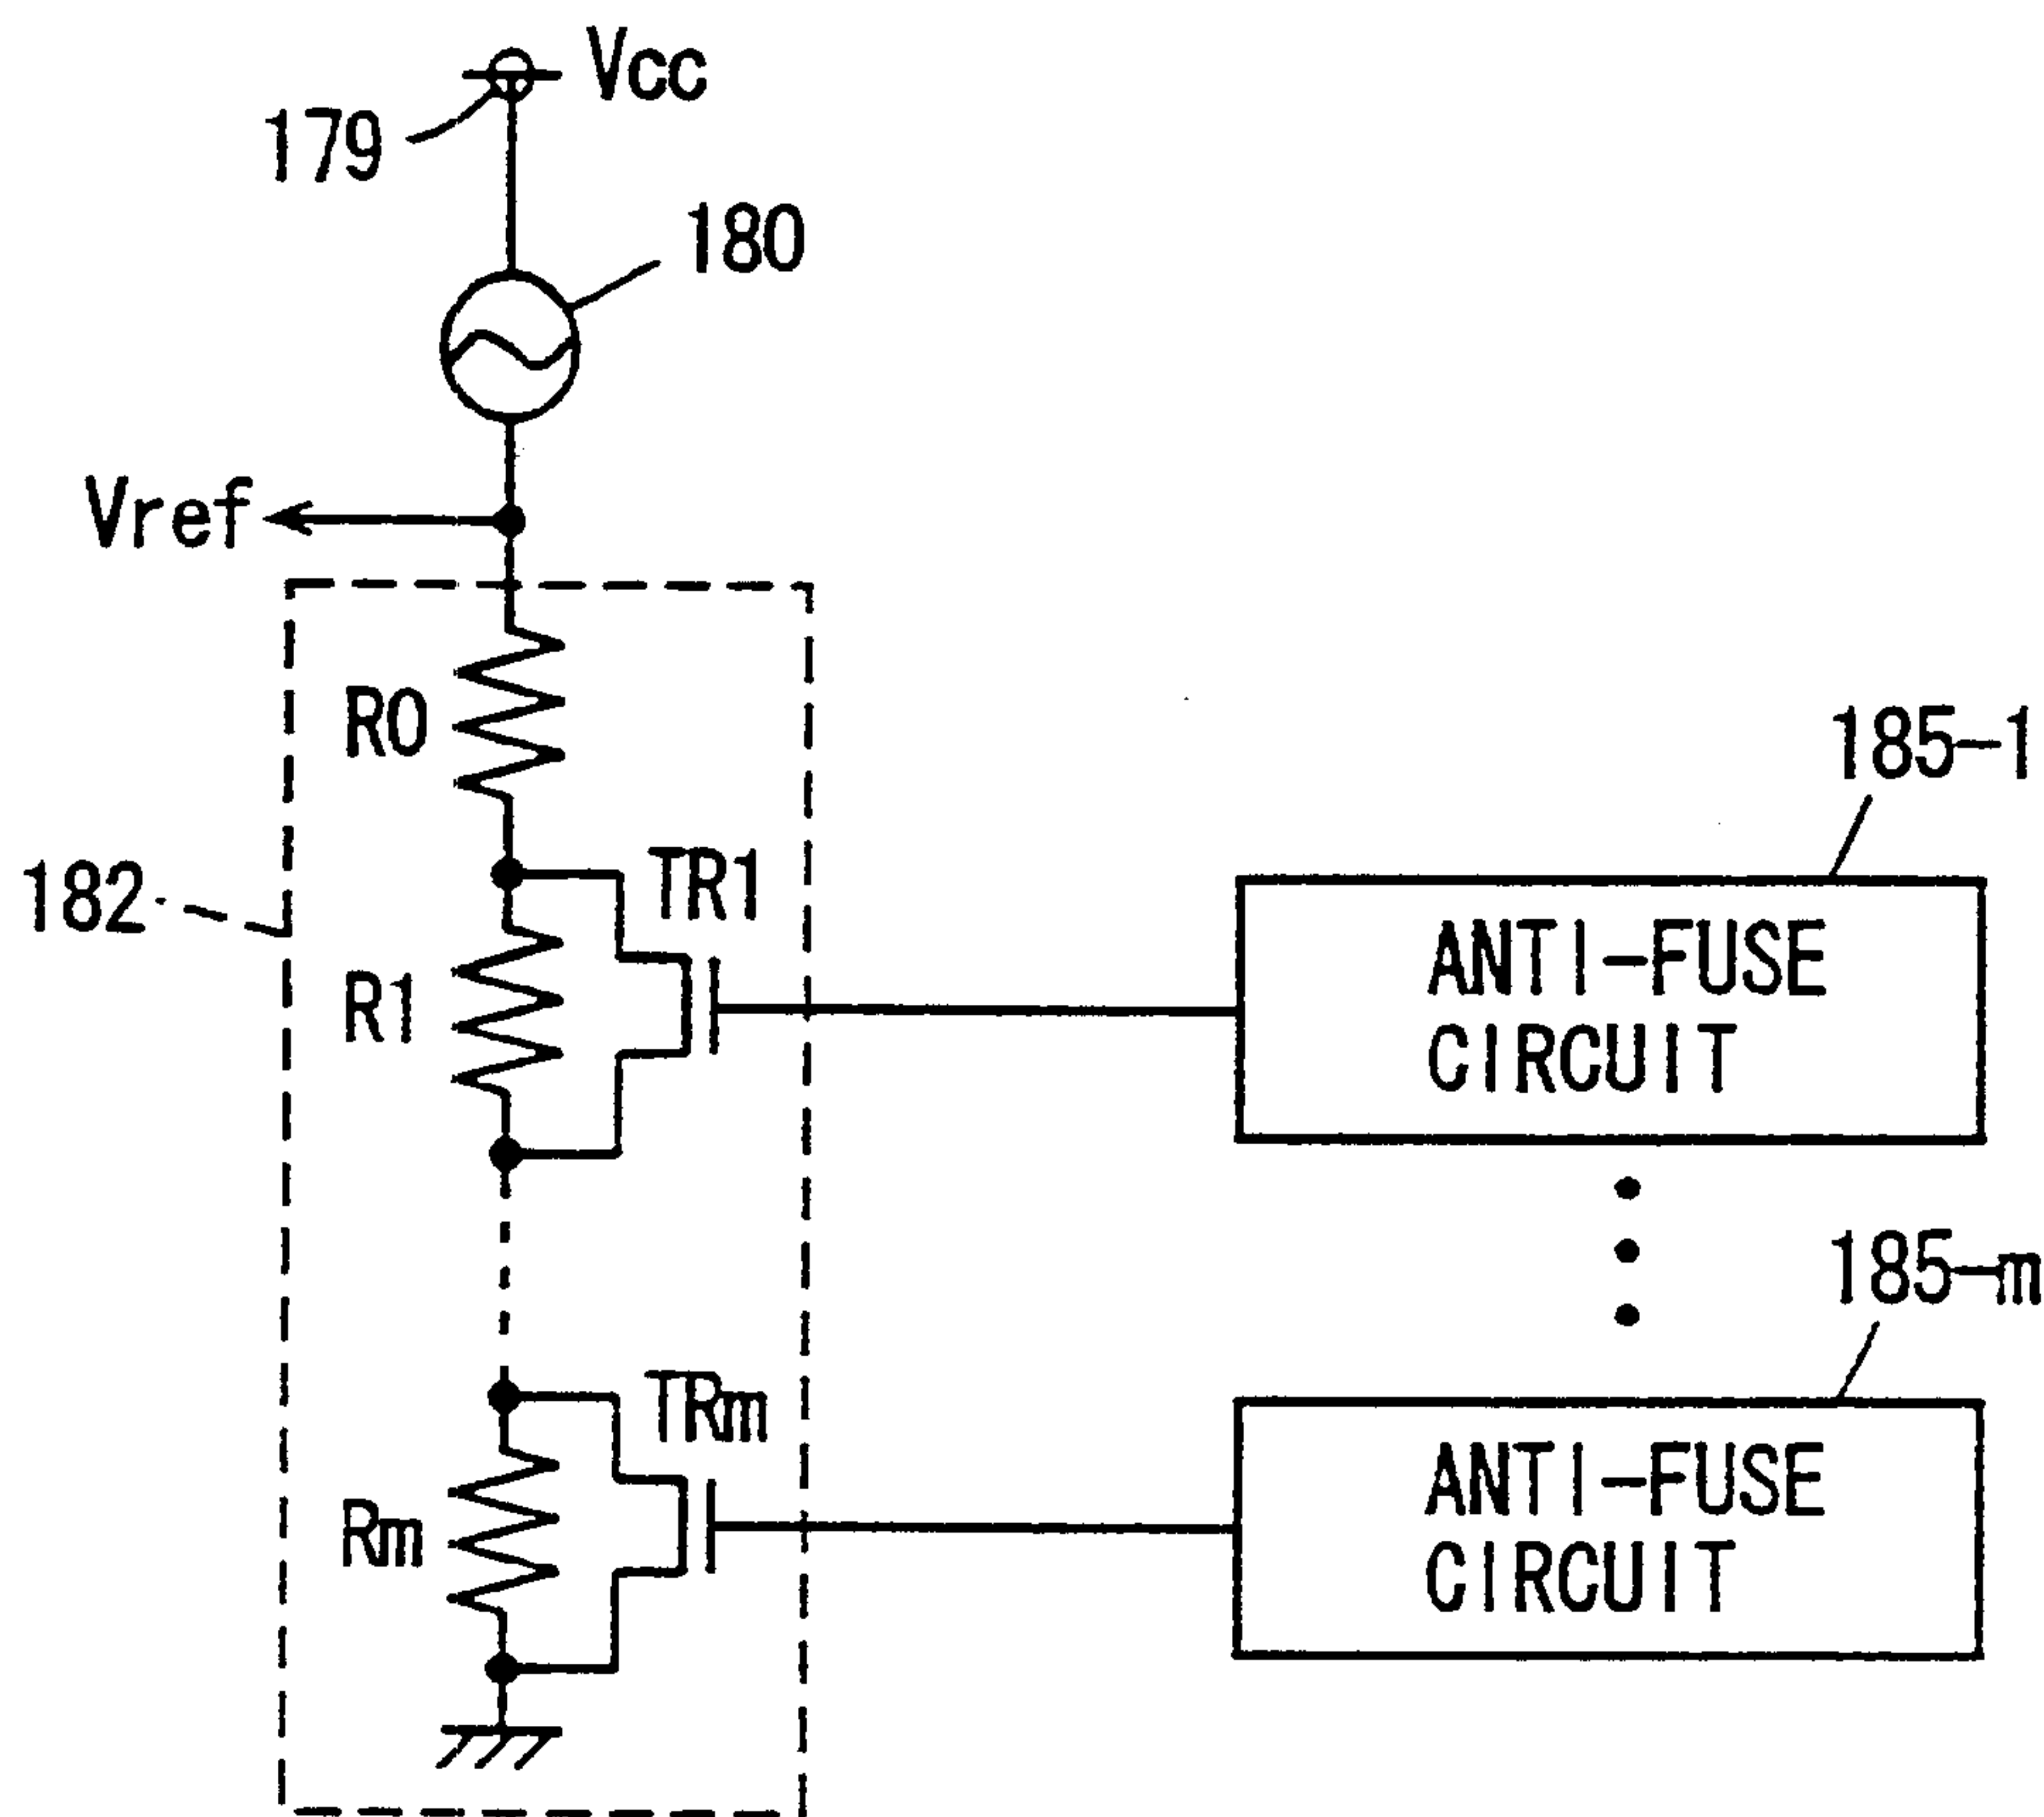 Vcc
179
180
Vref
R0
185-1
182
TR1
R1
ANTI-FUSE
CIRCUIT
185-m
TRm
Rm
ANTI-FUSE
CIRCUIT